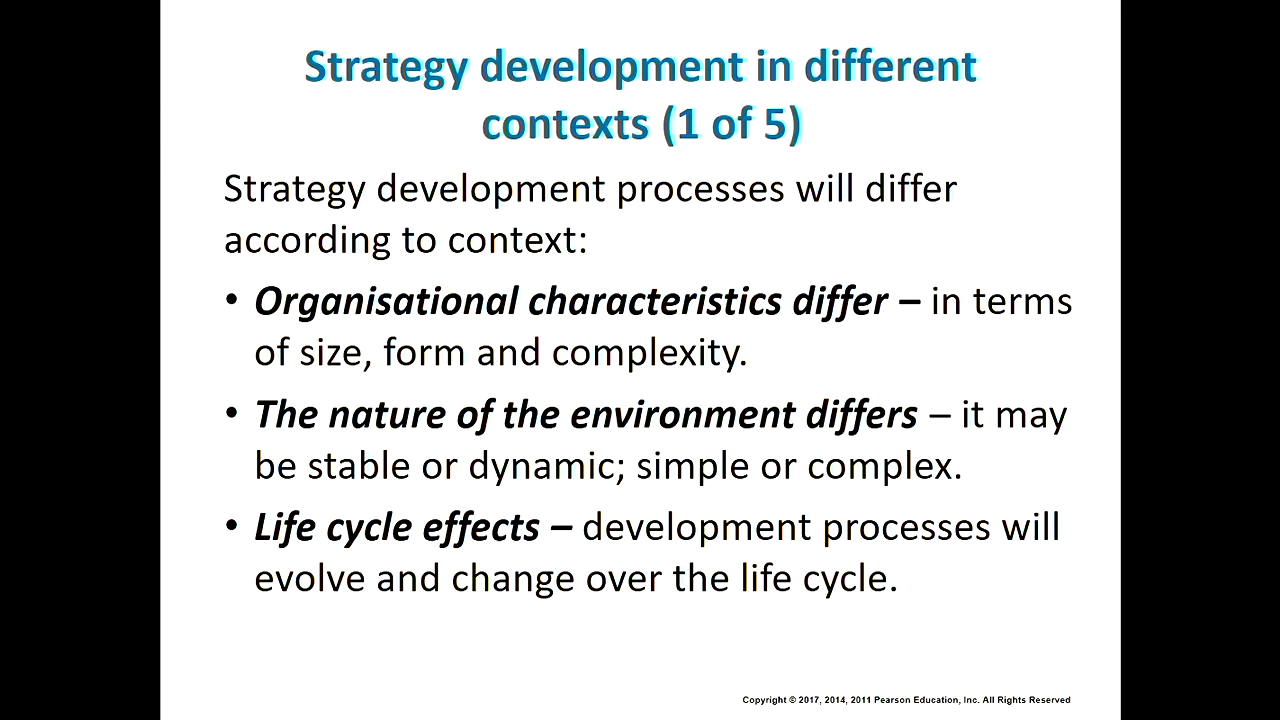 Strategy development in different
contexts (1 of 5)
Strategy development processes will differ
according to context:
• Organisational characteristics differ – in terms
of size, form and complexity.
• The nature of the environment differs – it may
be stable or dynamic; simple or complex.
• Life cycle effects – development processes will
evolve and change over the life cycle.
Copyright © 2017, 2014, 2011 Pearson Education, Inc. All Rights Reserved